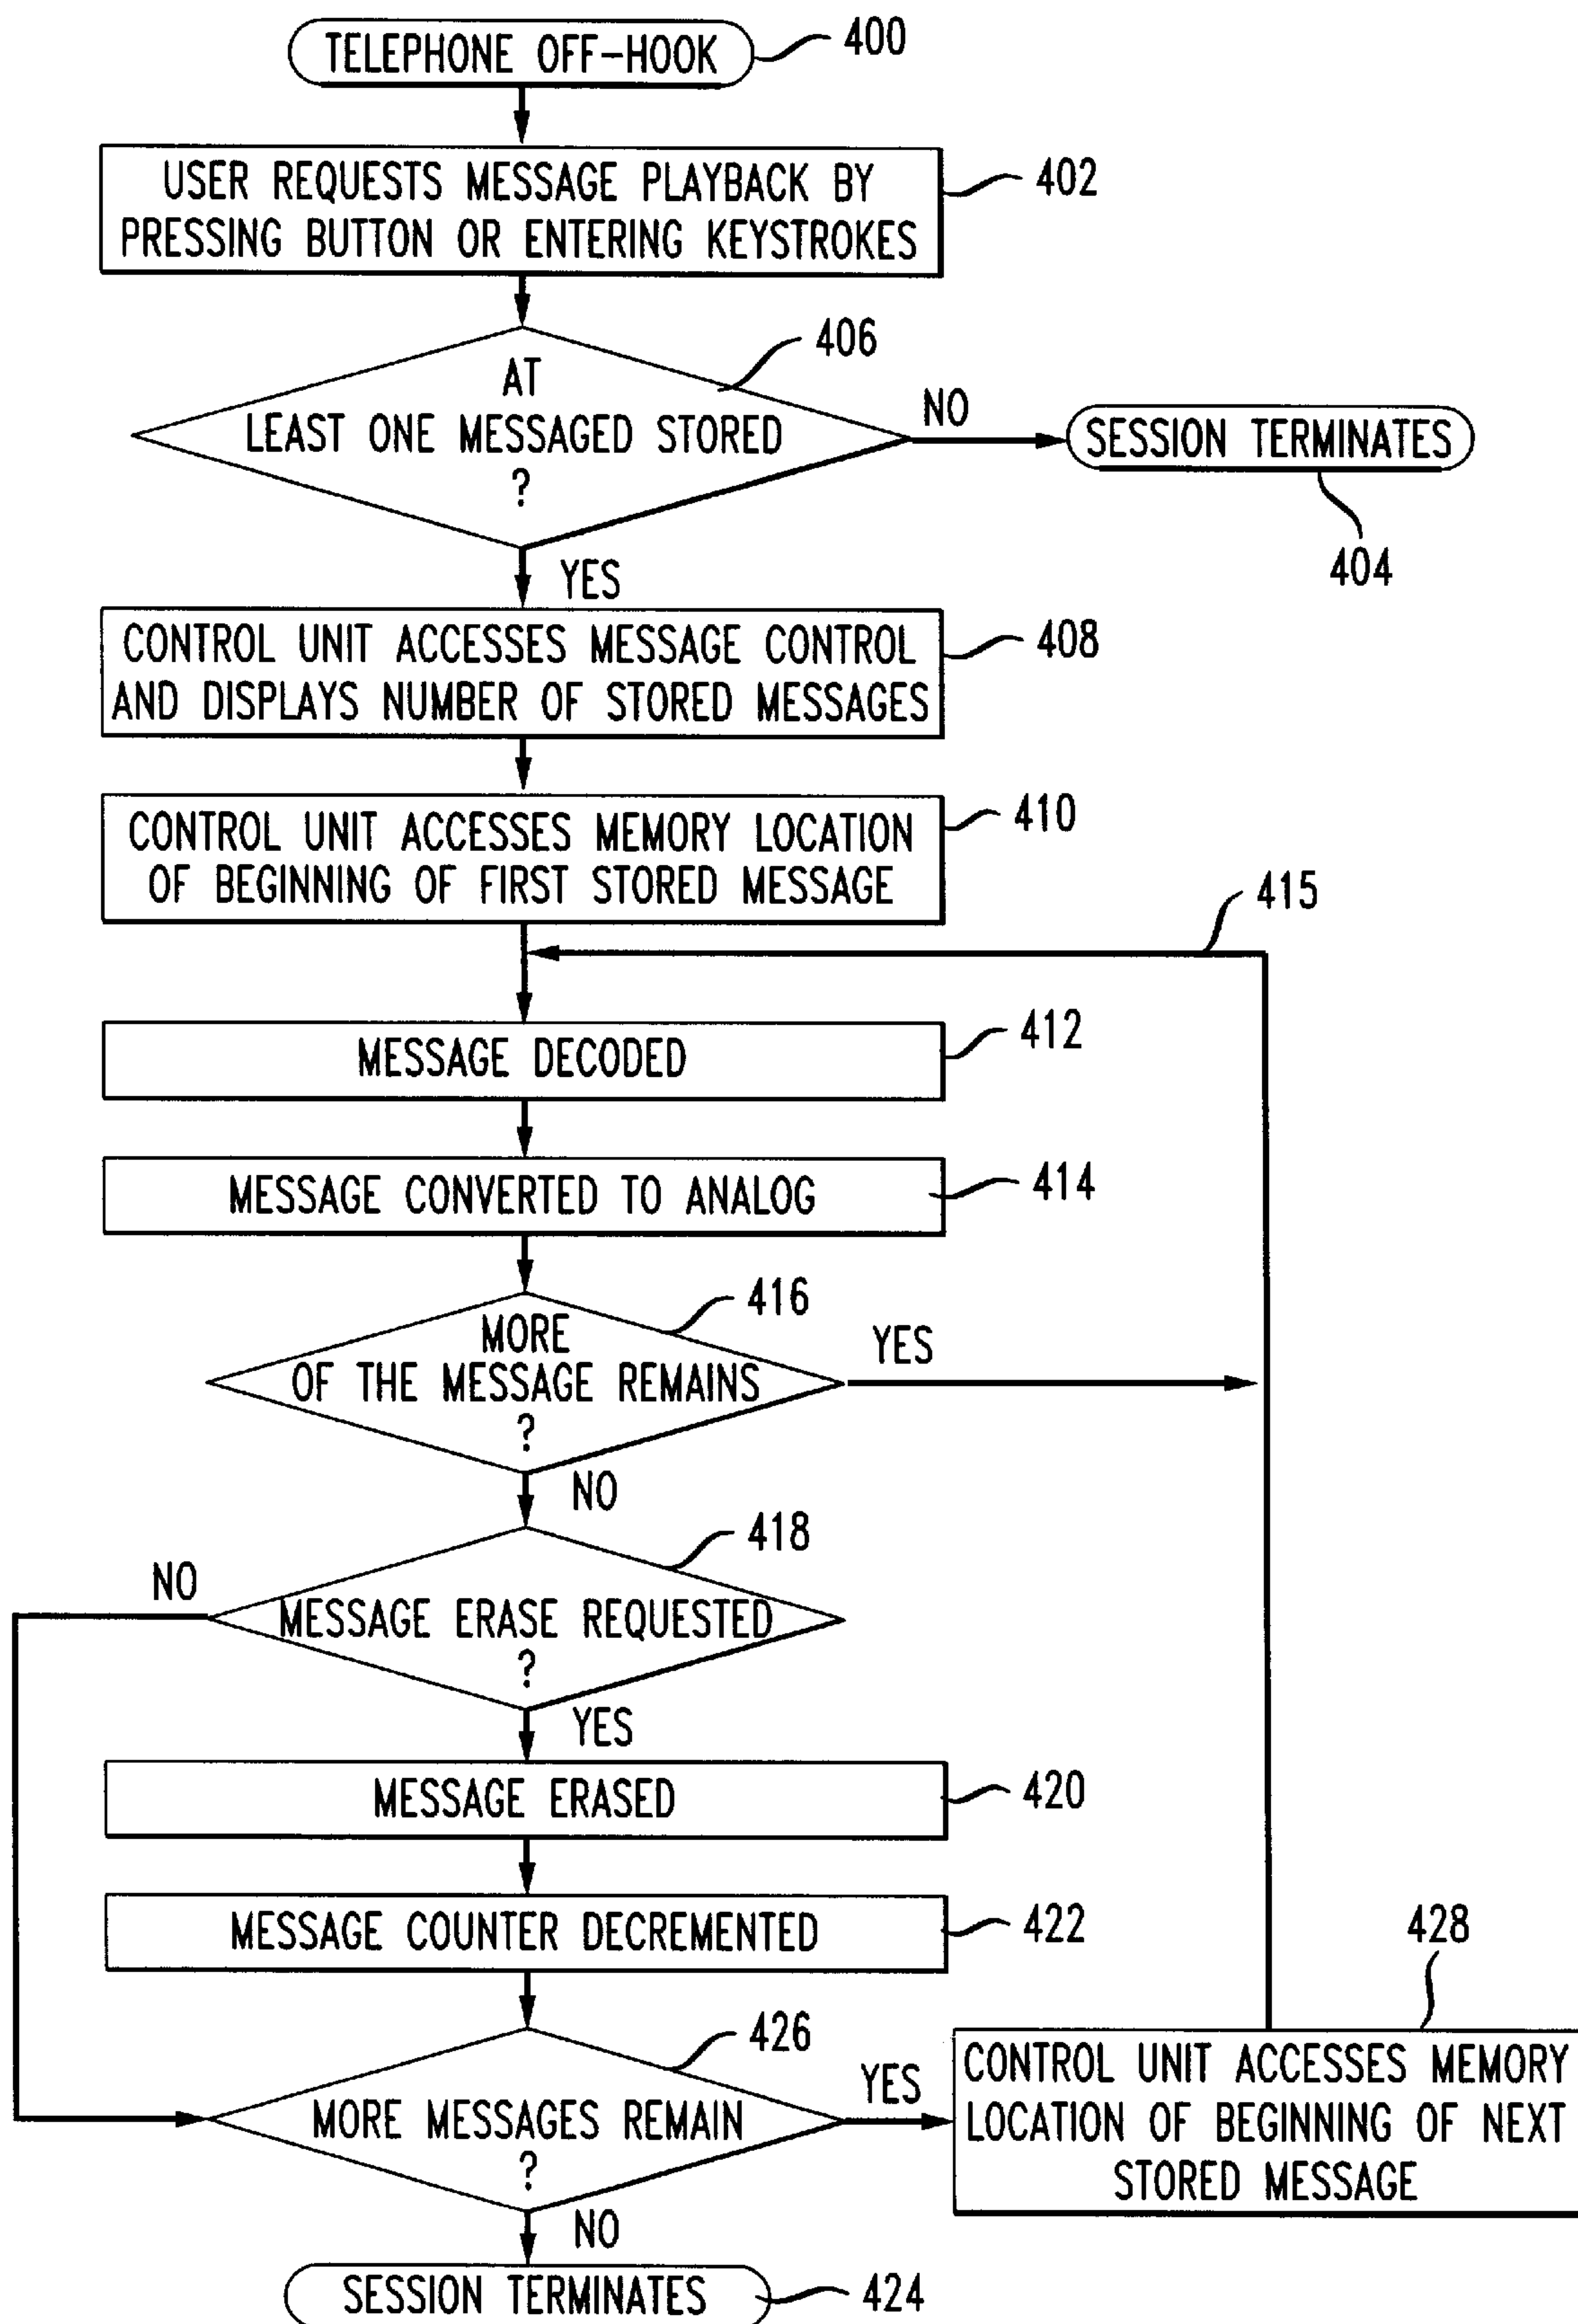 TELEPHONE OFF-HOOK
400
USER REQUESTS MESSAGE PLAYBACK BY
PRESSING BUTTON OR ENTERING KEYSTROKES
402
406
AT
LEAST ONE MESSAGED STORED
?
NO
SESSION TERMINATES
404
YES
CONTROL UNIT ACCESSES MESSAGE CONTROL
AND DISPLAYS NUMBER OF STORED MESSAGES
408
CONTROL UNIT ACCESSES MEMORY LOCATION
OF BEGINNING OF FIRST STORED MESSAGE
410
415
MESSAGE DECODED
412
MESSAGE CONVERTED TO ANALOG
414
416
MORE
OF THE MESSAGE REMAINS
?
YES
NO
418
NO
MESSAGE ERASE REQUESTED
?
YES
MESSAGE ERASED
420
MESSAGE COUNTER DECREMENTED
422
428
426
MORE MESSAGES REMAIN
?
YES
CONTROL UNIT ACCESSES MEMORY
LOCATION OF BEGINNING OF NEXT
STORED MESSAGE
NO
SESSION TERMINATES
424